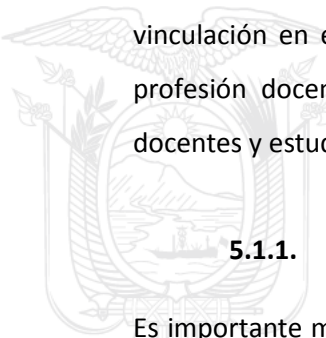 vinculación en e
profesión docen
docentes y estud
5.1.1.
Es importante m